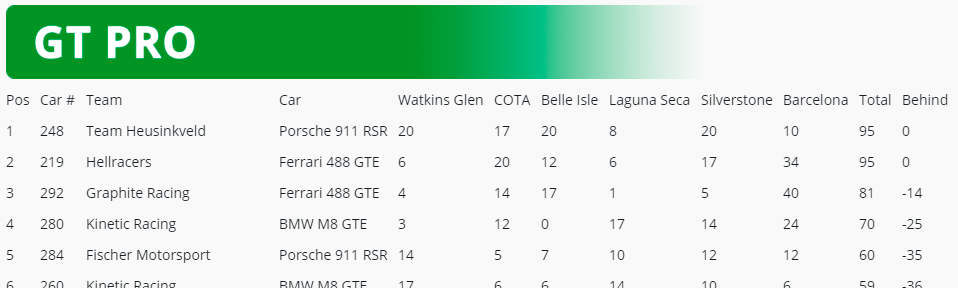 GT PRO
Pos Car # Team Car Watkins Glen COTA Belle Isle Laguna Seca Silverstone Barcelona Total Behind
1 248 Team Heusinkveld Porsche 911 RSR 20 17 20 8 20 10 95 0
2 219 Hellracers Ferrari 488 GTE 6 20 12 6 17 34 95 0
3 292 Graphite Racing Ferrari 488 GTE 4 14 17 1 5 40 81 -14
4 280 Kinetic Racing BMW M8 GTE 3 12 0 17 14 24 70 -25
5 284 Fischer Motorsport Porsche 911 RSR 14 5 7 10 12 12 60 -35
6 260 Kinetic Racing BMW M8 GTE 17 6 6 14 10 6 59 -36